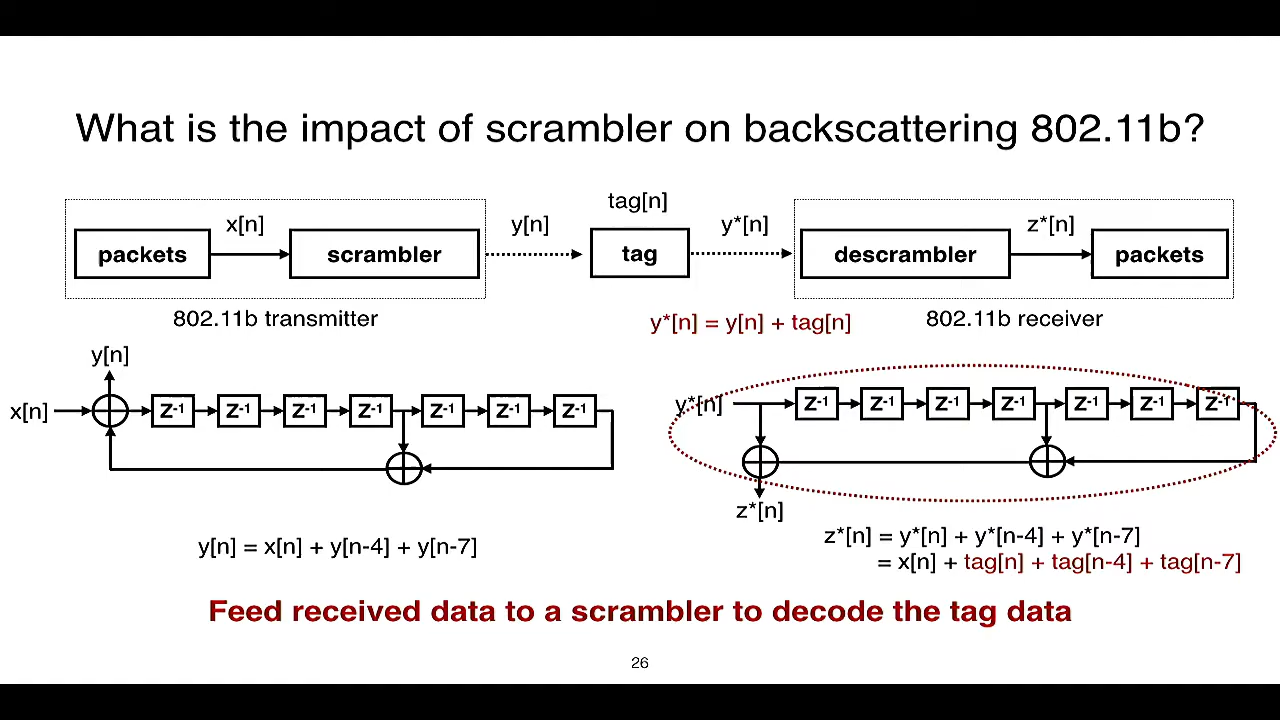 What is the impact of scrambler on backscattering 802.11b?
tag[n]
x[n] y[n] y*[n] z*[n]
packets scrambler tag descrambler packets
802.11b transmitter y*[n] = y[n] + tag[n] 802.11b receiver
y[n]
x[n] Z-1 Z-1 Z-1 Z-1 Z-1 Z-1 Z-1
y*[n] Z-1 Z-1 Z-1 Z-1 Z-1 Z-1 Z-1
z*[n]
y[n] = x[n] + y[n-4] + y[n-7]
z*[n] = y*[n] + y*[n-4] + y*[n-7]
= x[n] + tag[n] + tag[n-4] + tag[n-7]
Feed received data to a scrambler to decode the tag data
26